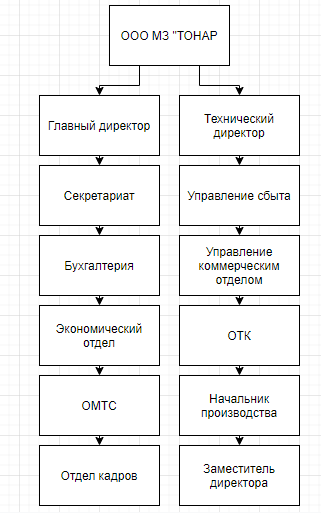 ООО МЗ "ТОНАР
Главный директор
Технический
директор
Секретариат
Управление сбыта
Бухгалтерия
Управление
коммерческим
отделом
Экономический
отдел
ОТК
ОМТС
Начальник
производства
Отдел кадров
Заместитель
директора